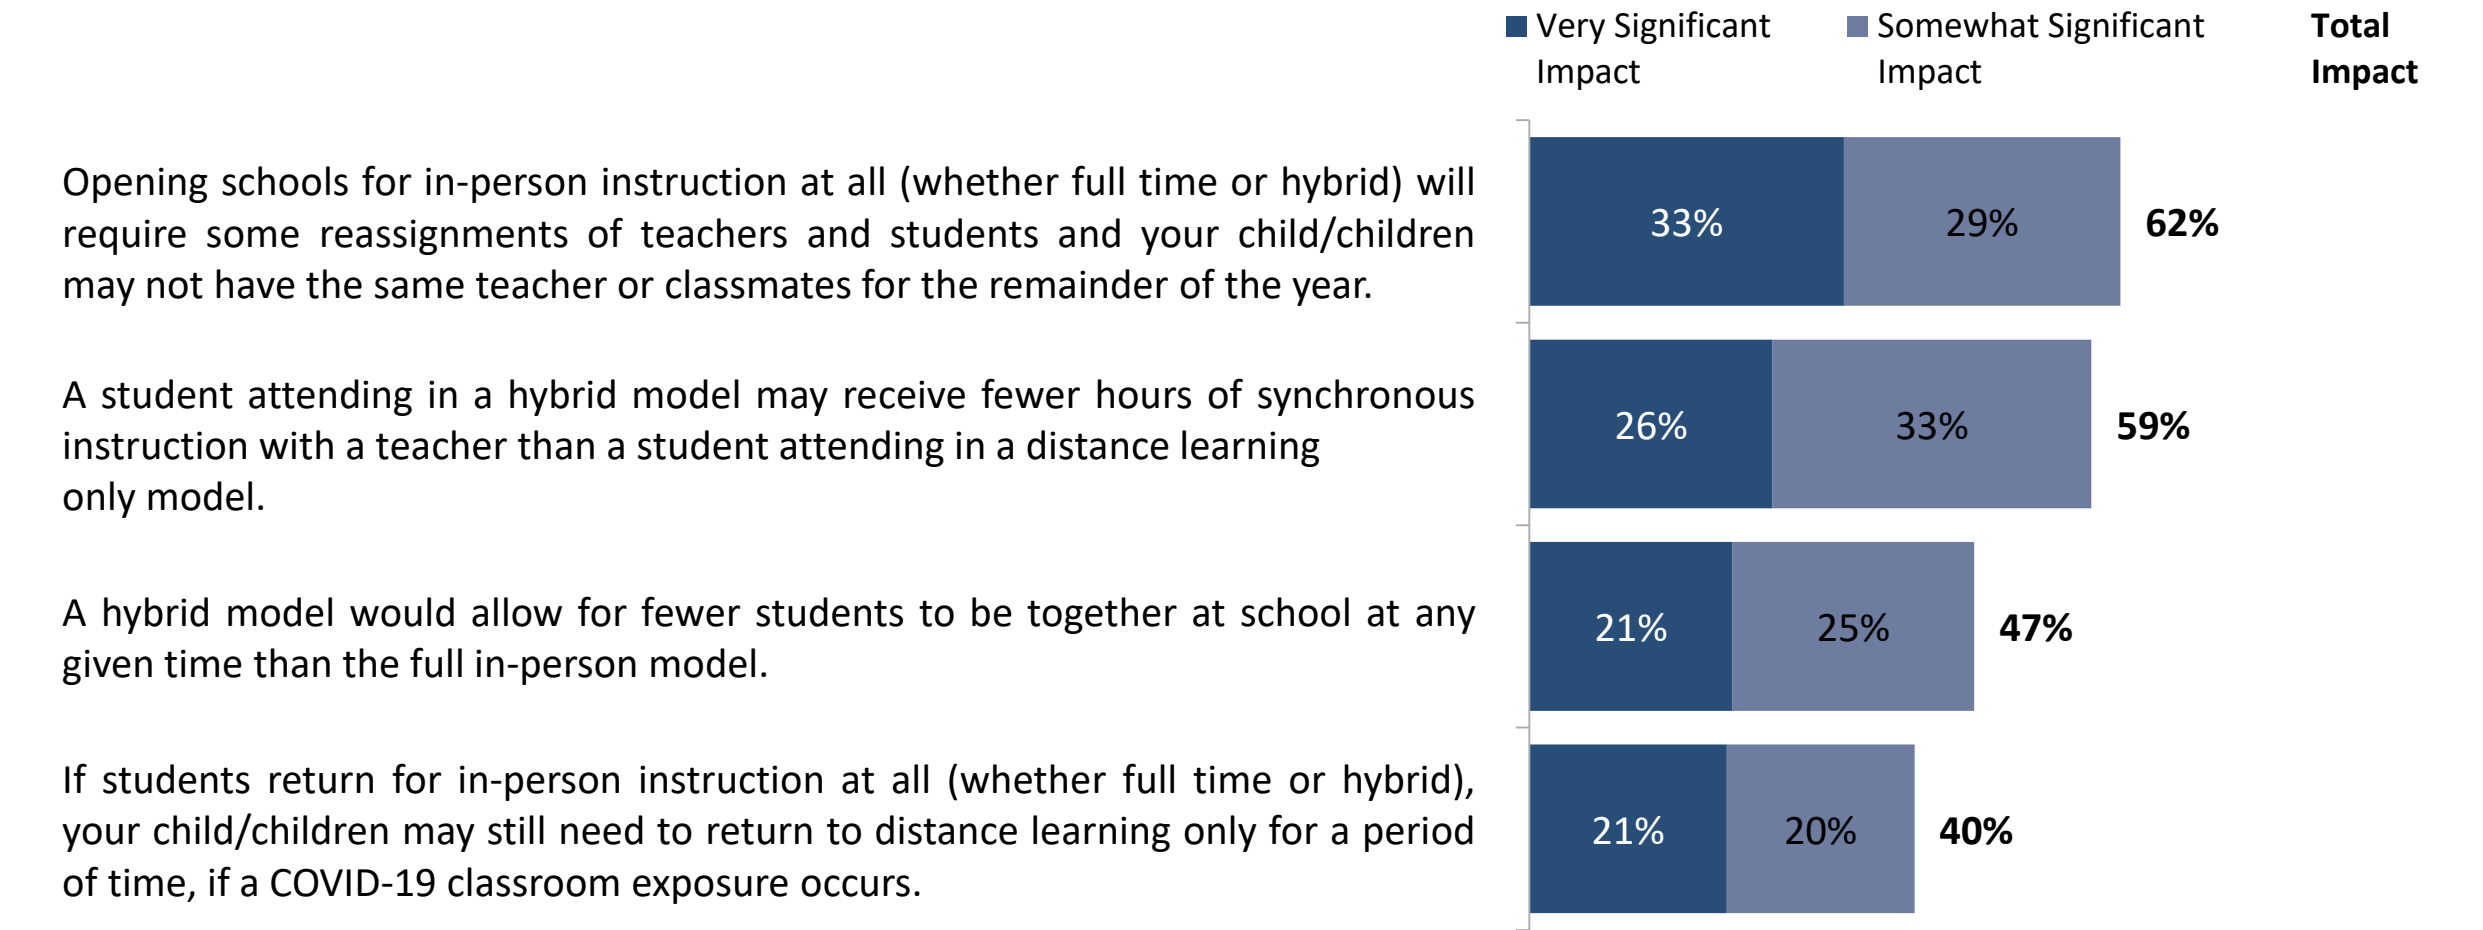 Very Significant Impact
Somewhat Significant Impact
Total Impact
Opening schools for in-person instruction at all (whether full time or hybrid) will
require some reassignments of teachers and students and your child/children
may not have the same teacher or classmates for the remainder of the year.
33%
29%
62%
A student attending in a hybrid model may receive fewer hours of synchronous
instruction with a teacher than a student attending in a distance learning
only model.
26%
33%
59%
A hybrid model would allow for fewer students to be together at school at any
given time than the full in-person model.
21%
25%
47%
If students return for in-person instruction at all (whether full time or hybrid),
your child/children may still need to return to distance learning only for a period
of time, if a COVID-19 classroom exposure occurs.
21%
20%
40%